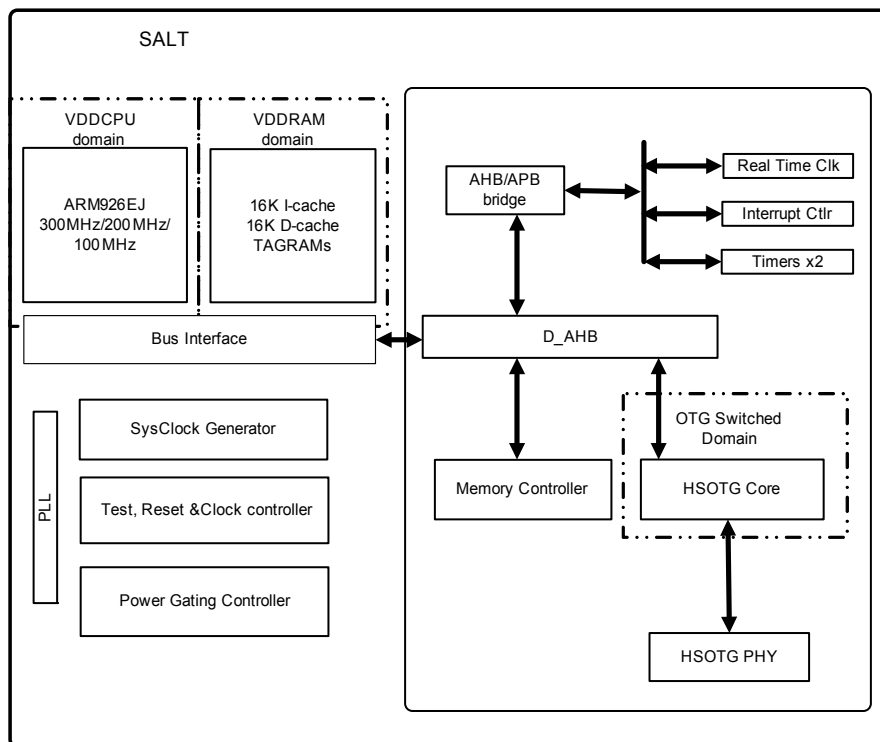 SALT
VDDCPU
domain
VDDRAM
domain
ARM926EJ
300MHz/200MHz/
100MHz
16K I-cache
16K D-cache
TAGRAMs
Bus Interface
SysClock Generator
PLL
Test, Reset &Clock controller
Power Gating Controller
AHB/APB
bridge
Real Time Clk
Interrupt Ctlr
Timers x2
D_AHB
OTG Switched
Domain
Memory Controller
HSOTG Core
HSOTG PHY